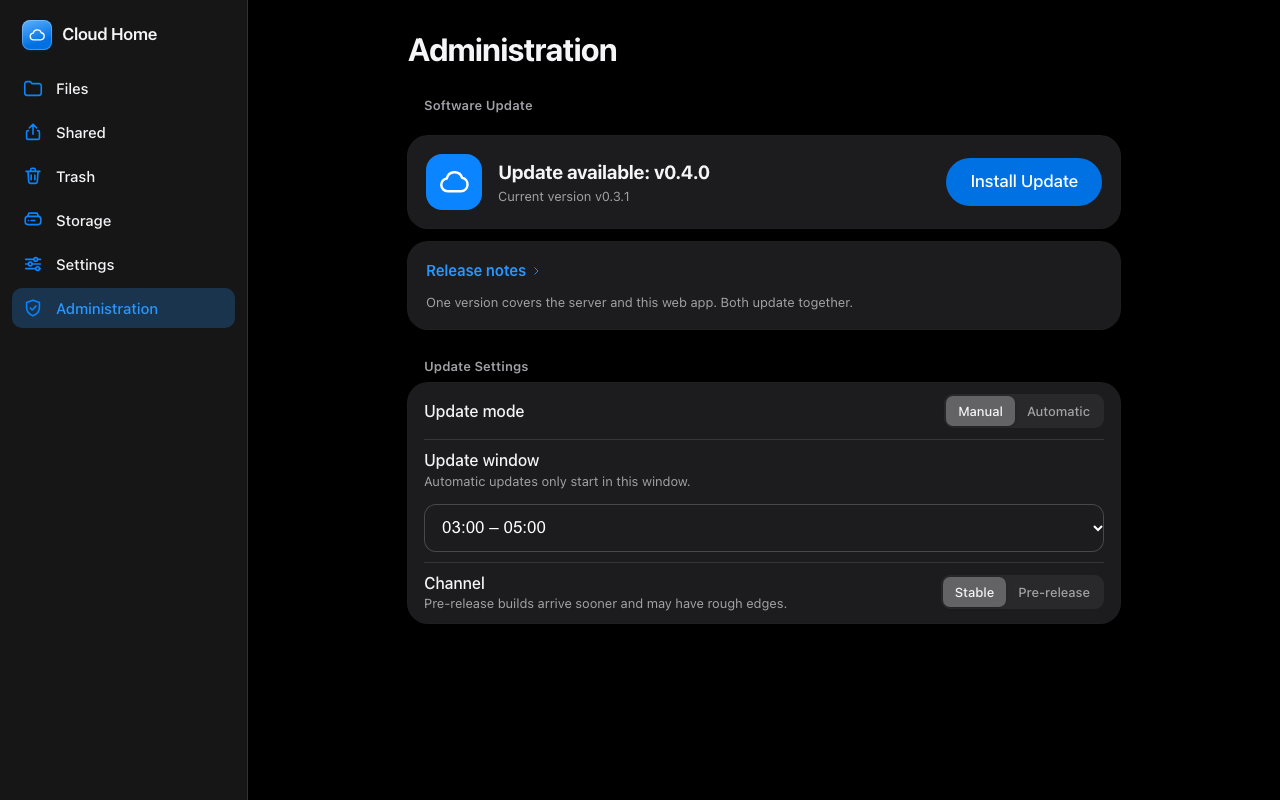 Cloud Home
Files
Shared
Trash
Storage
Settings
Administration
Administration
Software Update
Update available: v0.4.0
Current version v0.3.1
Install Update
Release notes
One version covers the server and this web app. Both update together.
Update Settings
Update mode
Manual
Automatic
Update window
Automatic updates only start in this window.
03:00 – 05:00
Channel
Pre-release builds arrive sooner and may have rough edges.
Stable
Pre-release